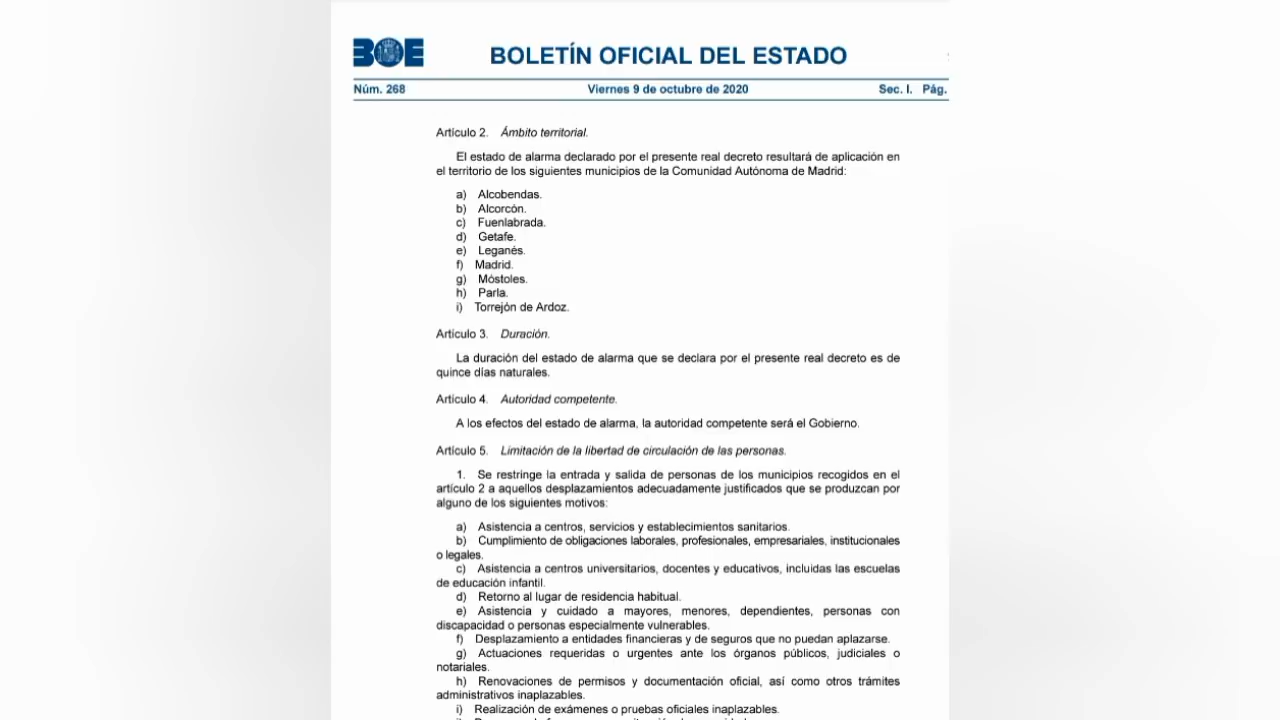 BOE
BOLETÍN OFICIAL DEL ESTADO
Núm. 268 Viernes 9 de octubre de 2020 Sec. I. Pág.
Artículo 2. Ámbito territorial.
El estado de alarma declarado por el presente real decreto resultará de aplicación en
el territorio de los siguientes municipios de la Comunidad Autónoma de Madrid:
a) Alcobendas.
b) Alcorcón.
c) Fuenlabrada.
d) Getafe.
e) Leganés.
f) Madrid.
g) Móstoles.
h) Parla.
i) Torrejón de Ardoz.
Artículo 3. Duración.
La duración del estado de alarma que se declara por el presente real decreto es de
quince días naturales.
Artículo 4. Autoridad competente.
A los efectos del estado de alarma, la autoridad competente será el Gobierno.
Artículo 5. Limitación de la libertad de circulación de las personas.
1. Se restringe la entrada y salida de personas de los municipios recogidos en el
artículo 2 a aquellos desplazamientos adecuadamente justificados que se produzcan por
alguno de los siguientes motivos:
a) Asistencia a centros, servicios y establecimientos sanitarios.
b) Cumplimiento de obligaciones laborales, profesionales, empresariales, institucionales
o legales.
c) Asistencia a centros universitarios, docentes y educativos, incluidas las escuelas
de educación infantil.
d) Retorno al lugar de residencia habitual.
e) Asistencia y cuidado a mayores, menores, dependientes, personas con
discapacidad o personas especialmente vulnerables.
f) Desplazamiento a entidades financieras y de seguros que no puedan aplazarse.
g) Actuaciones requeridas o urgentes ante los órganos públicos, judiciales o
notariales.
h) Renovaciones de permisos y documentación oficial, así como otros trámites
administrativos inaplazables.
i) Realización de exámenes o pruebas oficiales inaplazables.